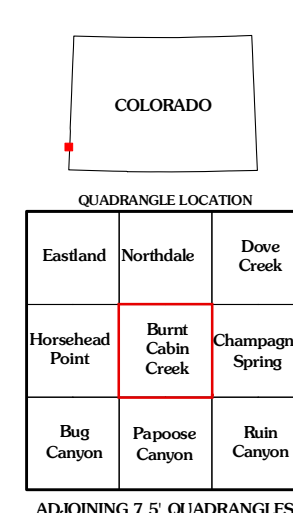 COLORADO
QUADRANGLE LOCATION
Eastland Northdale Dove Creek
Horsehead Point Burnt Cabin Creek Champagn Spring
Bug Canyon Papoose Canyon Ruin Canyon
ADJOINING 7.5' QUADRANGLES